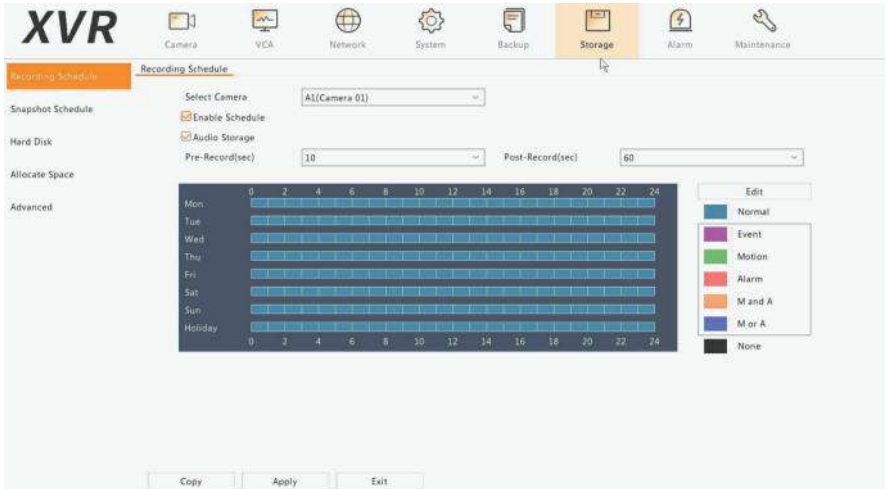 XVR
Camera VCA Network System Backup Storage Alarm Maintenance
Recording Schedule
Snapshot Schedule
Hard Disk
Allocate Space
Advanced
Recording Schedule
Select Camera A1(Camera 01)
Enable Schedule
Audio Storage
Pre-Record(sec) 10 Post-Record(sec) 60
0 2 4 6 8 10 12 14 16 18 20 22 24
Mon
Tue
Wed
Thu
Fri
Sat
Sun
Holiday
0 2 4 6 8 10 12 14 16 18 20 22 24
Edit
Normal
Event
Motion
Alarm
M and A
M or A
None
Copy Apply Exit